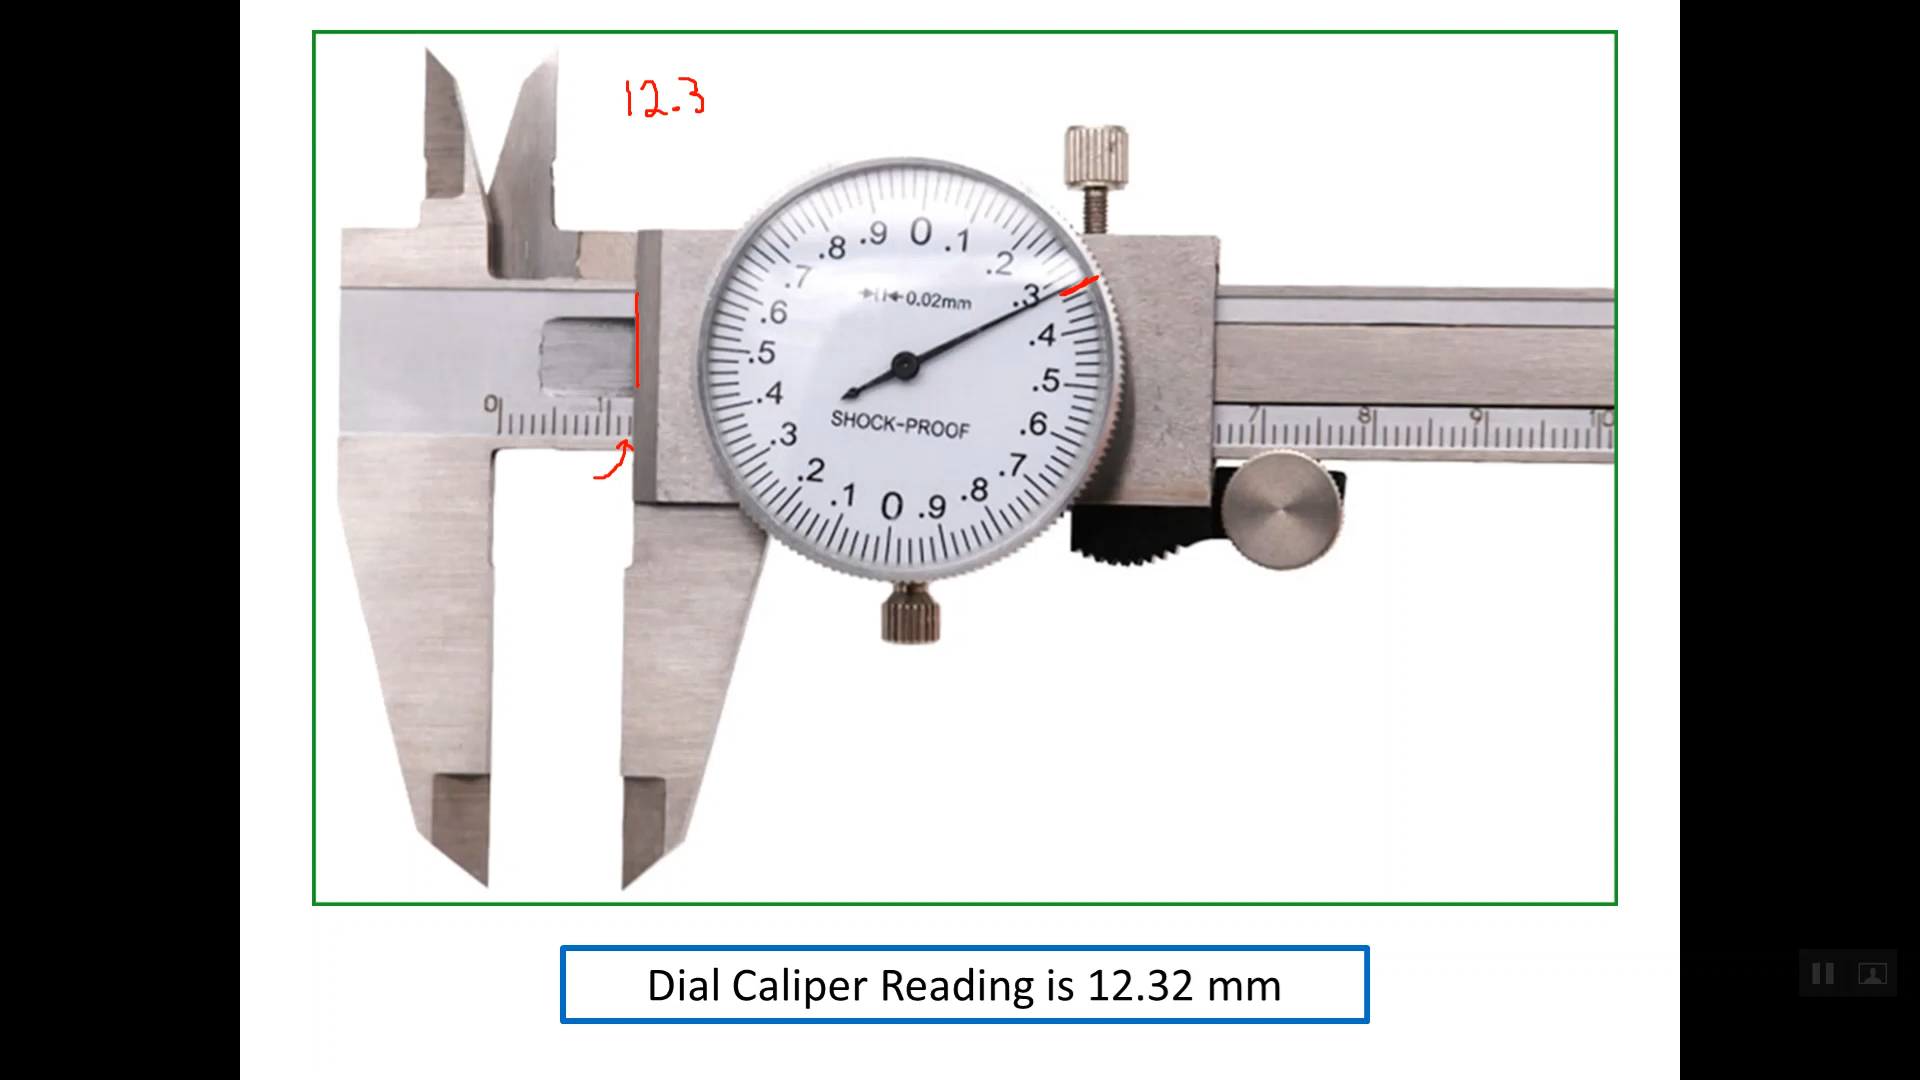 12.3
.8 .9 0 .1 .2
.7 .3
0.02mm
.6 .4
.5 .5
.4 .6
SHOCK-PROOF
.3 .7
.2 .1 0 .9 .8
0 1 7 8 9 10
Dial Caliper Reading is 12.32 mm